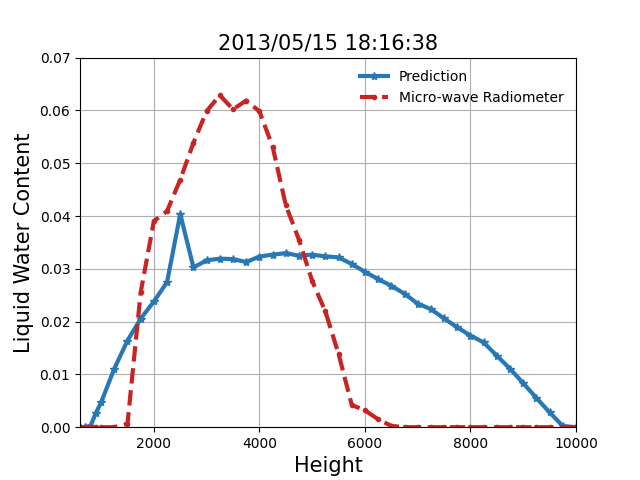 2013/05/15 18:16:38
0.07
0.06
0.05
0.04
0.03
0.02
0.01
0.00
Liquid Water Content
Prediction
Micro-wave Radiometer
2000 4000 6000 8000 10000
Height